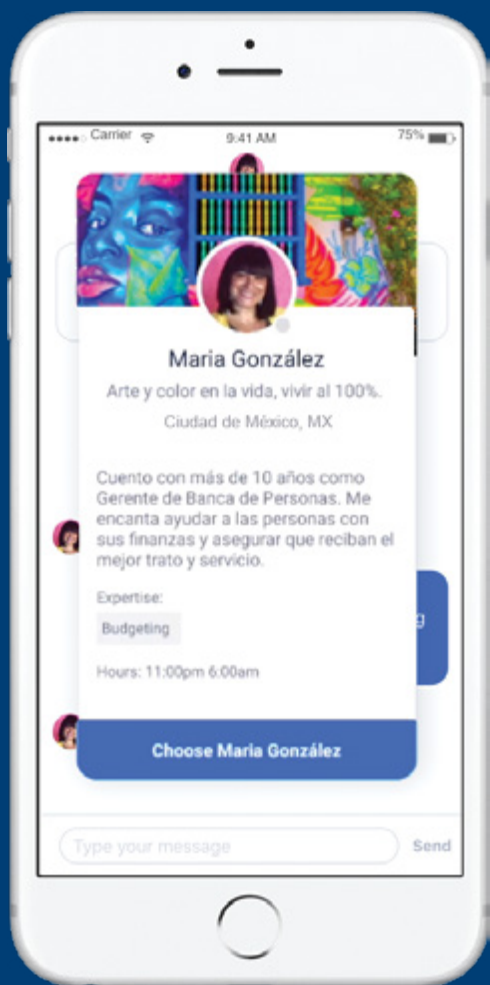 Carrier
9:41 AM
75%
Maria González
Arte y color en la vida, vivir al 100%.
Ciudad de México, MX
Cuento con más de 10 años como
Gerente de Banca de Personas. Me
encanta ayudar a las personas con
sus finanzas y asegurar que reciban el
mejor trato y servicio.
Expertise:
Budgeting
g
Hours: 11:00pm 6:00am
Choose Maria González
Type your message
Send